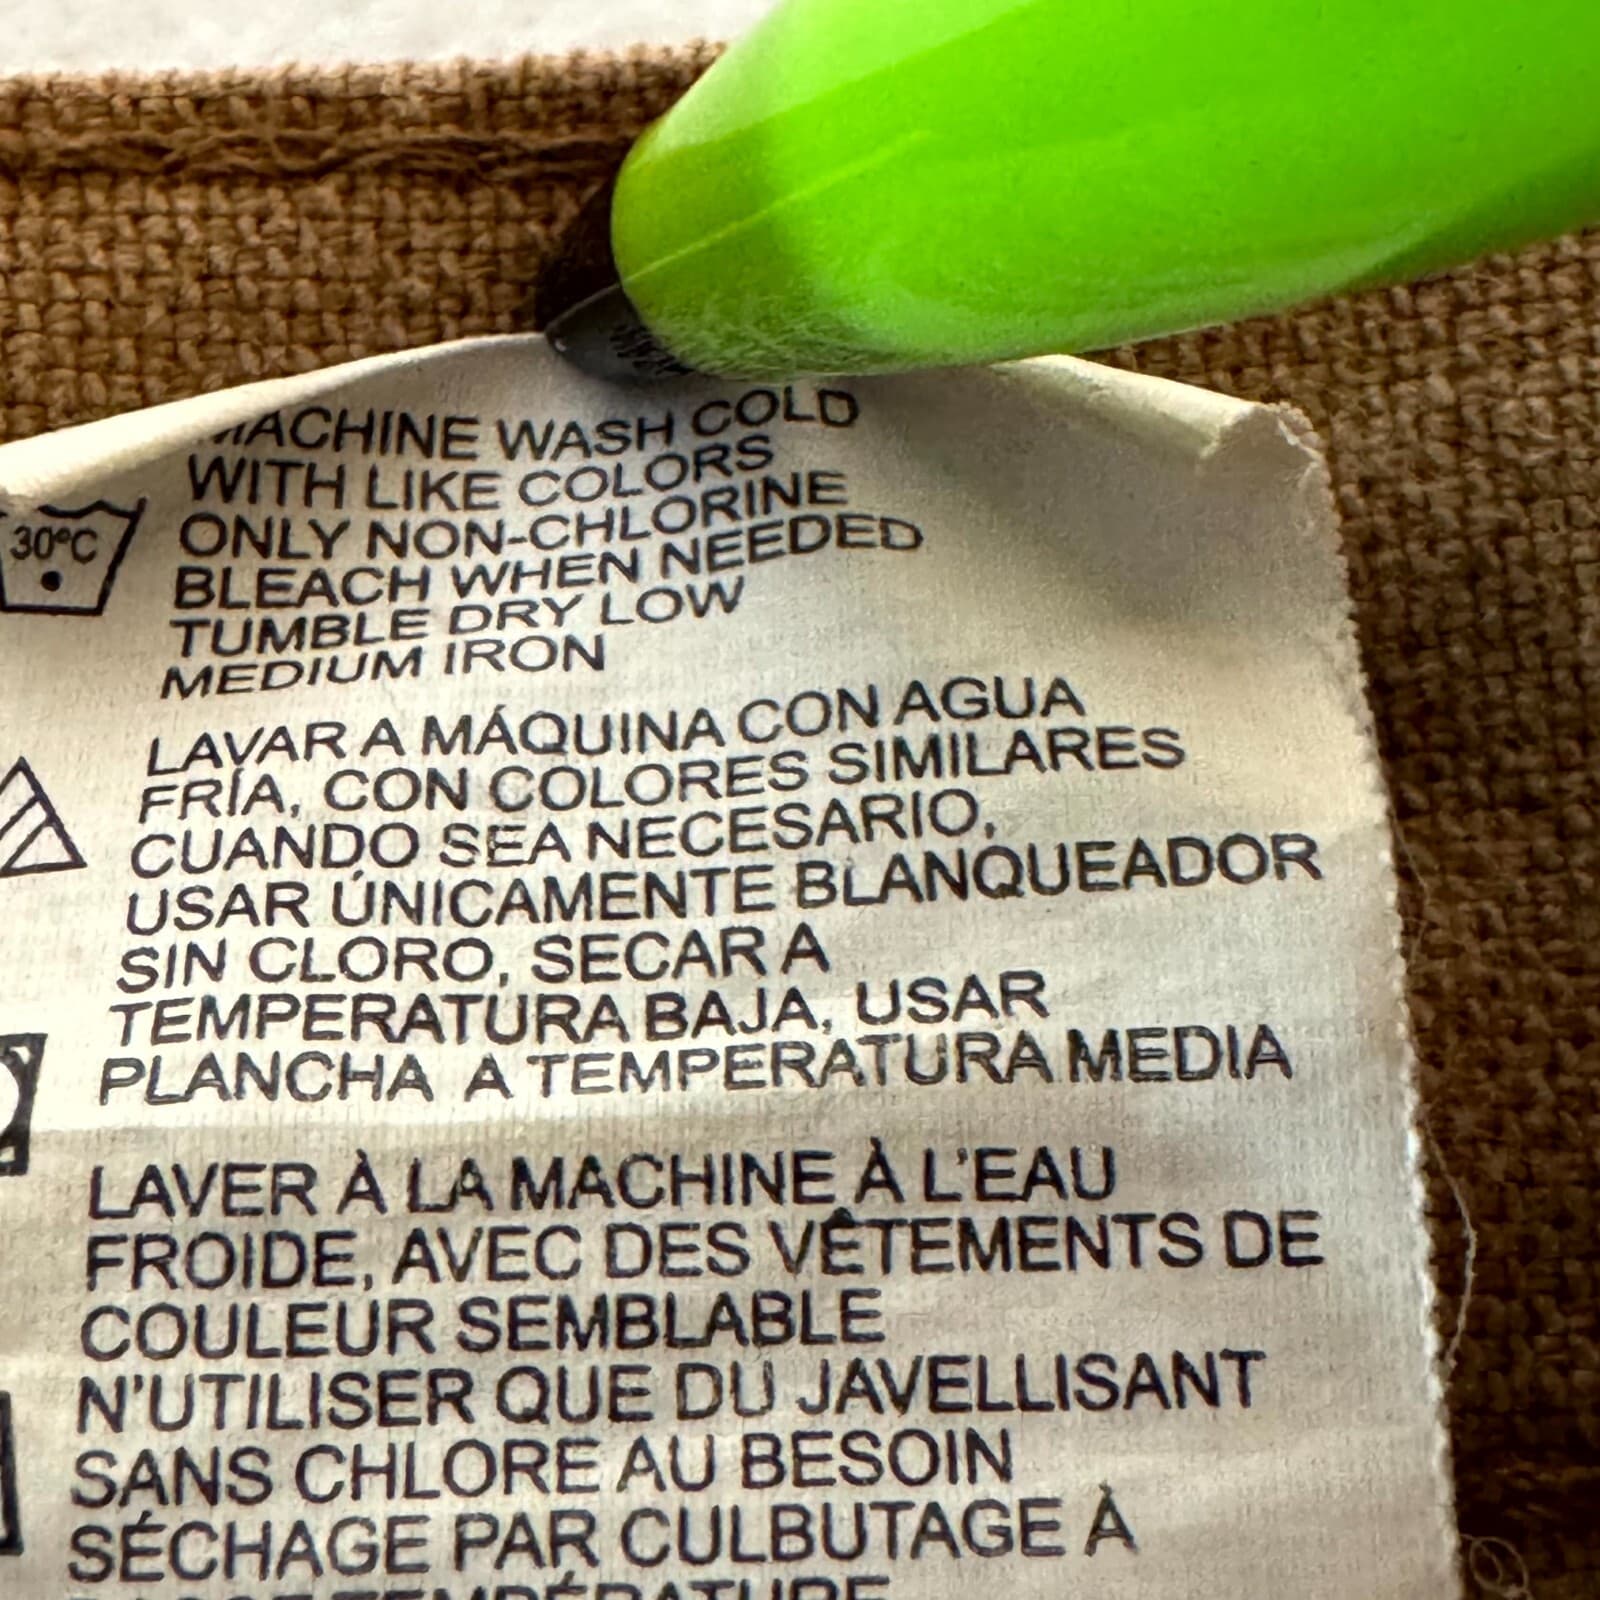 MACHINE WASH COLD
WITH LIKE COLORS
30°C
ONLY NON-CHLORINE
BLEACH WHEN NEEDED
TUMBLE DRY LOW
MEDIUM IRON
LAVAR A MÁQUINA CON AGUA
FRÍA, CON COLORES SIMILARES
CUANDO SEA NECESARIO,
USAR ÚNICAMENTE BLANQUEADOR
SIN CLORO, SECAR A
TEMPERATURA BAJA, USAR
PLANCHA A TEMPERATURA MEDIA
LAVER À LA MACHINE À L'EAU
FROIDE, AVEC DES VÊTEMENTS DE
COULEUR SEMBLABLE
N'UTILISER QUE DU JAVELLISANT
SANS CHLORE AU BESOIN
SÉCHAGE PAR CULBUTAGE À
TEMPÉRATURE